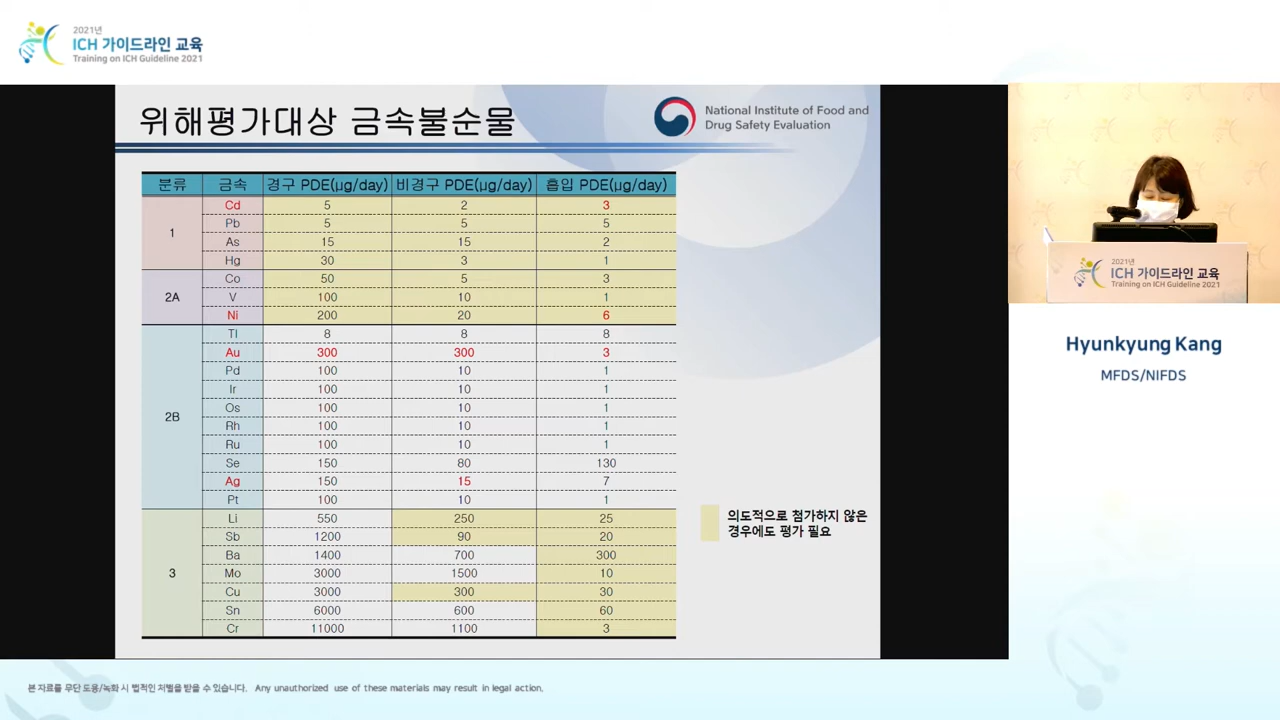 2021년
ICH 가이드라인 교육
Training on ICH Guideline 2021
위해평가대상 금속불순물
National Institute of Food and
Drug Safety Evaluation
분류 금속 경구 PDE(μg/day) 비경구 PDE(μg/day) 흡입 PDE(μg/day)
1
Cd 5 2 3
Pb 5 5 5
As 15 15 2
Hg 30 3 1
2A
Co 50 5 3
V 100 10 1
Ni 200 20 6
2B
Tl 8 8 8
Au 300 300 3
Pd 100 10 1
Ir 100 10 1
Os 100 10 1
Rh 100 10 1
Ru 100 10 1
Se 150 80 130
Ag 150 15 7
Pt 100 10 1
3
Li 550 250 25
Sb 1200 90 20
Ba 1400 700 300
Mo 3000 1500 10
Cu 3000 300 30
Sn 6000 600 60
Cr 11000 1100 3
의도적으로 첨가하지 않은
경우에도 평가 필요
2021년
ICH 가이드라인 교육
Training on ICH Guideline 2021
Hyunkyung Kang
MFDS/NIFDS
본 자료를 무단 도용/녹화 시 법적인 처벌을 받을 수 있습니다. Any unauthorized use of these materials may result in legal action.